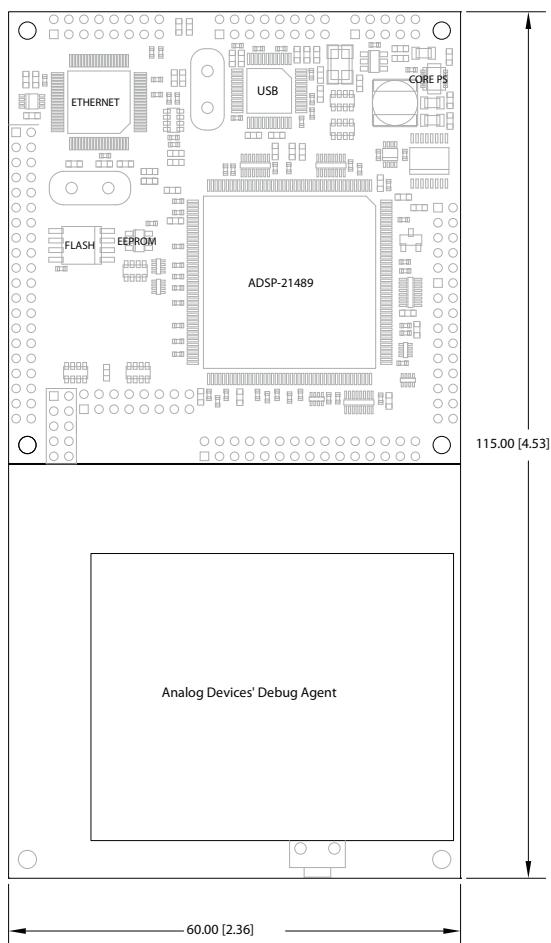 CORE PS
ETHERNET
USB
FLASH
EEPROM
ADSP-21489
115.00 [4.53]
Analog Devices' Debug Agent
60.00 [2.36]